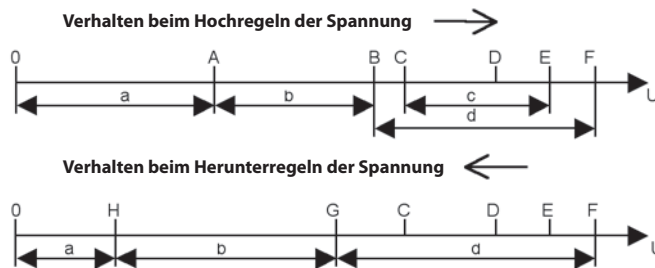 Verhalten beim Hochregeln der Spannung
0 A B C D E F
U
a b c
d
Verhalten beim Herunterregeln der Spannung
0 H G C D E F
U
a b d